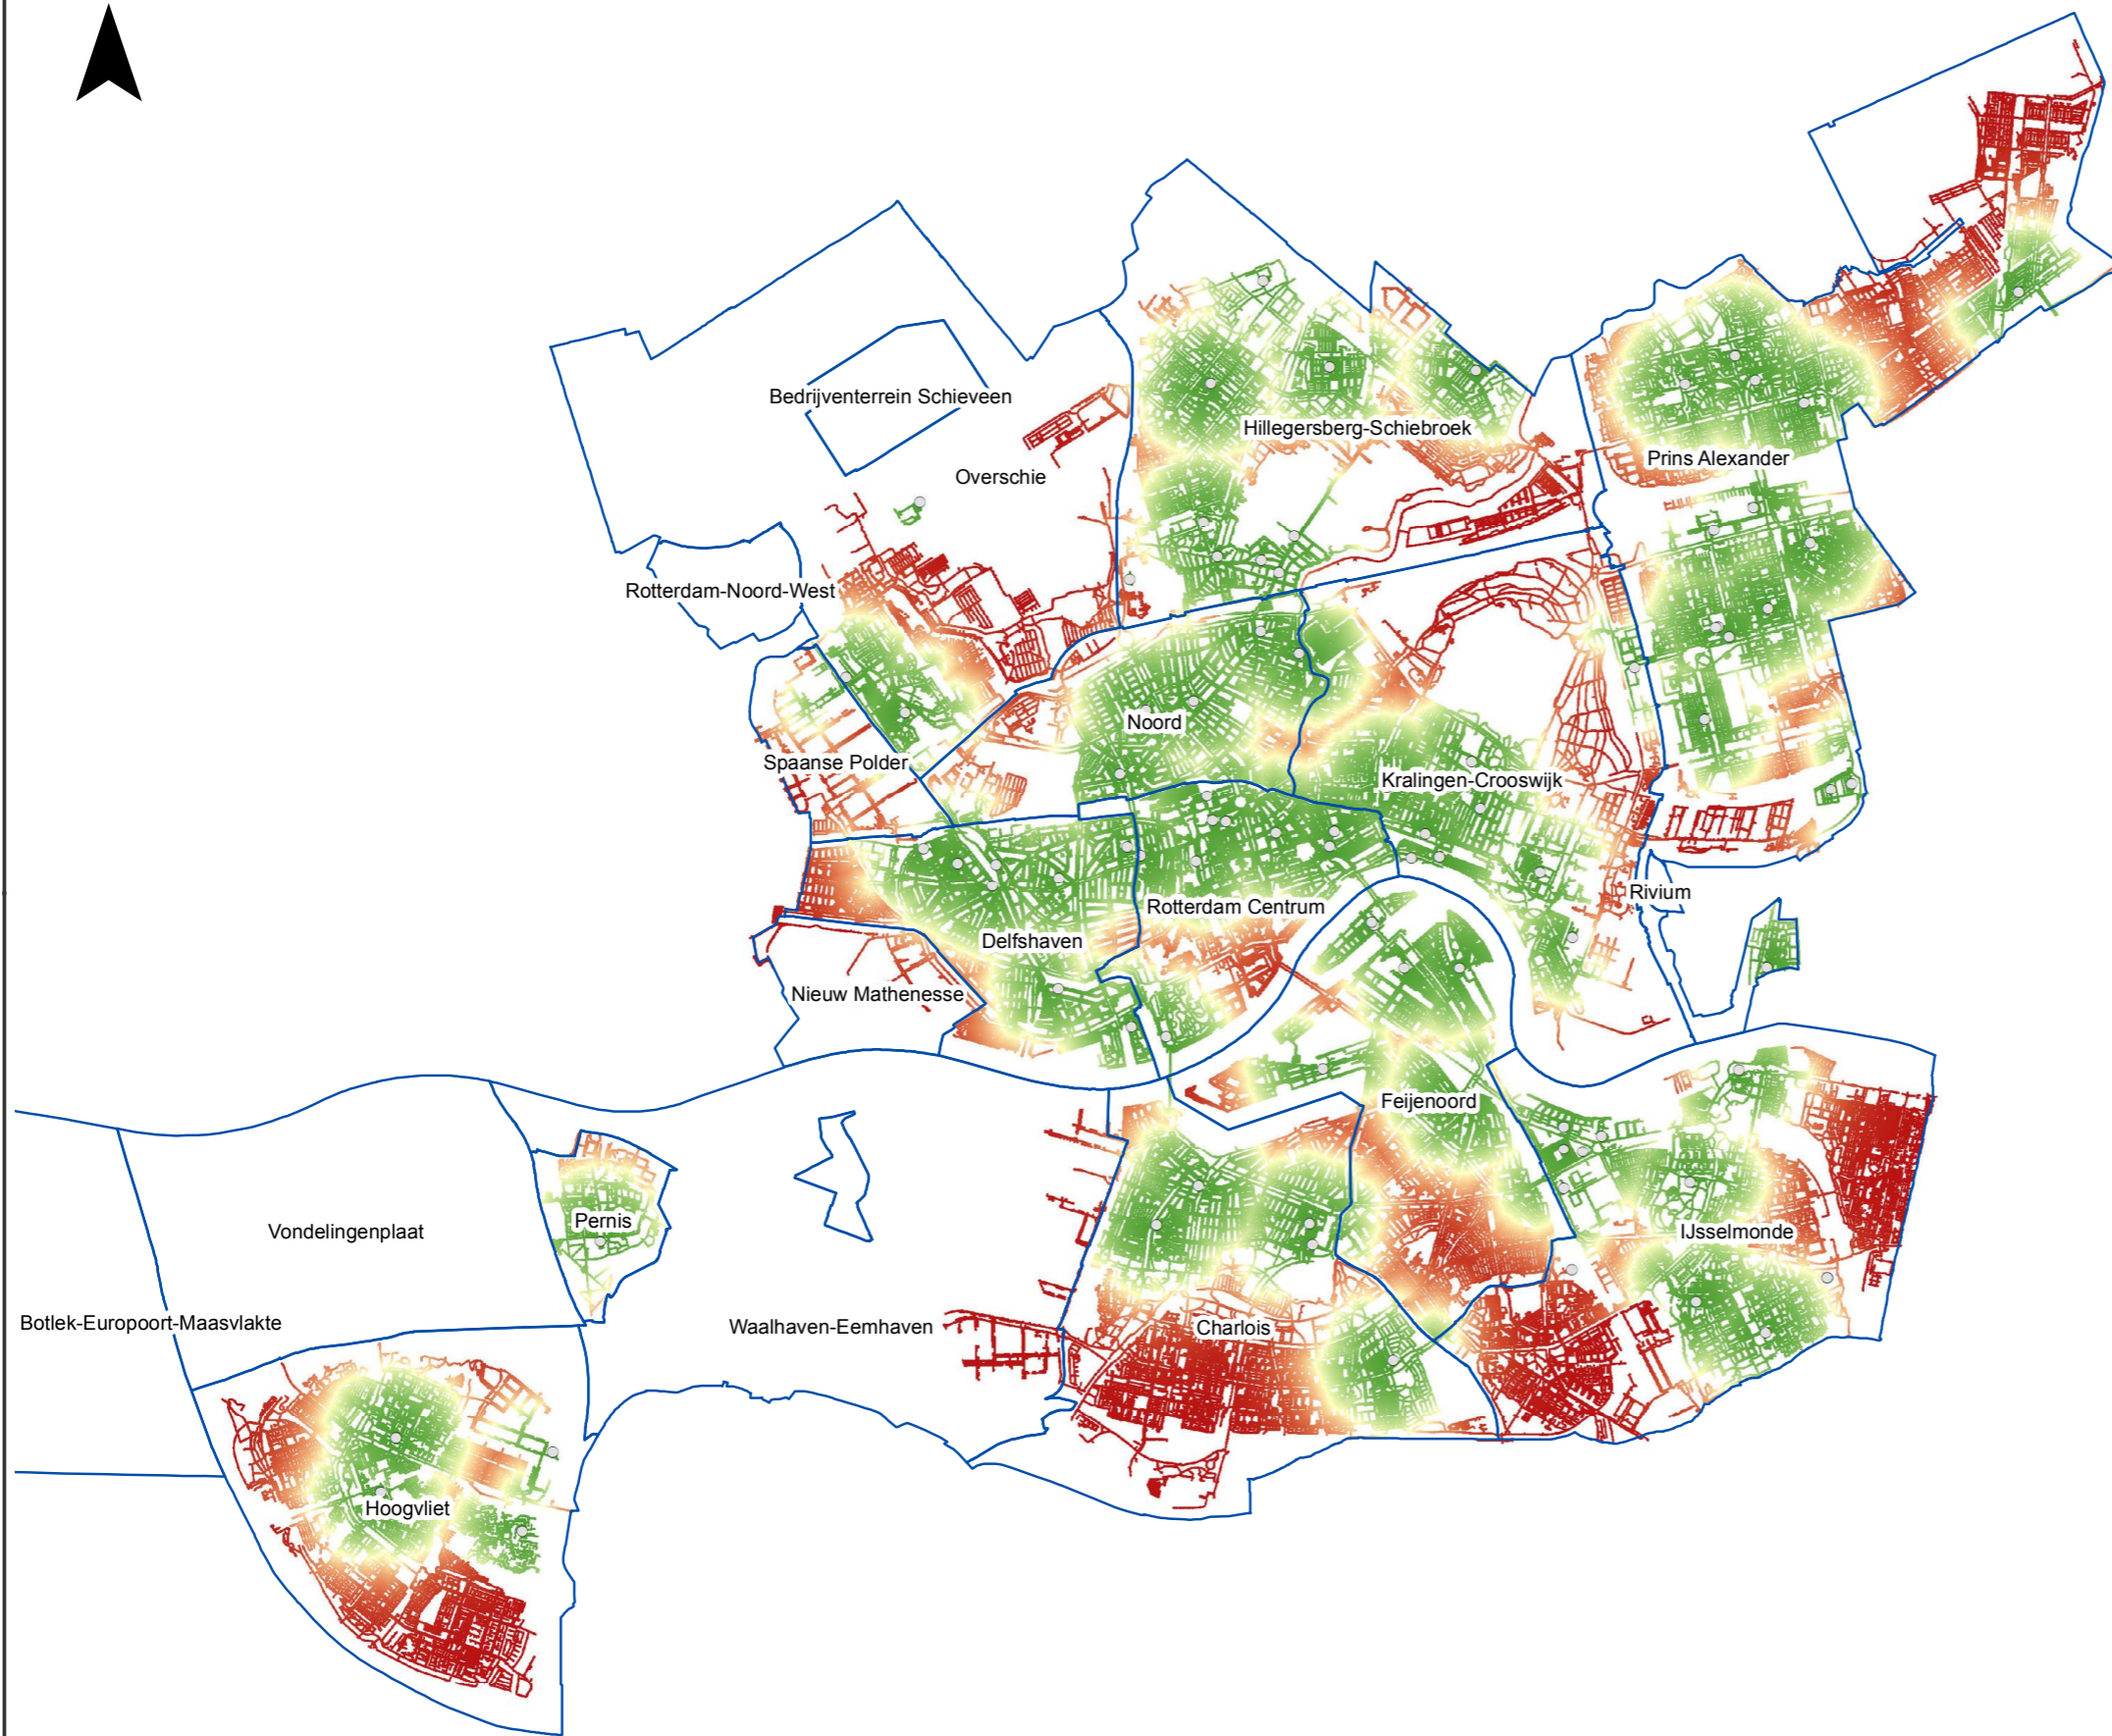 Bedrijventerrein Schieveen
Hillegersberg-Schiebroek
Prins Alexander
Overschie
Rotterdam-Noord-West
Noord
Spaanse Polder
Kralingen-Crooswijk
Rivium
Rotterdam Centrum
Delfshaven
Nieuw Mathenesse
Feijenoord
Pernis
Vondelingenplaat
IJsselmonde
Botlek-Europoort-Maasvlakte
Waalhaven-Eemhaven
Charlois
Hoogvliet